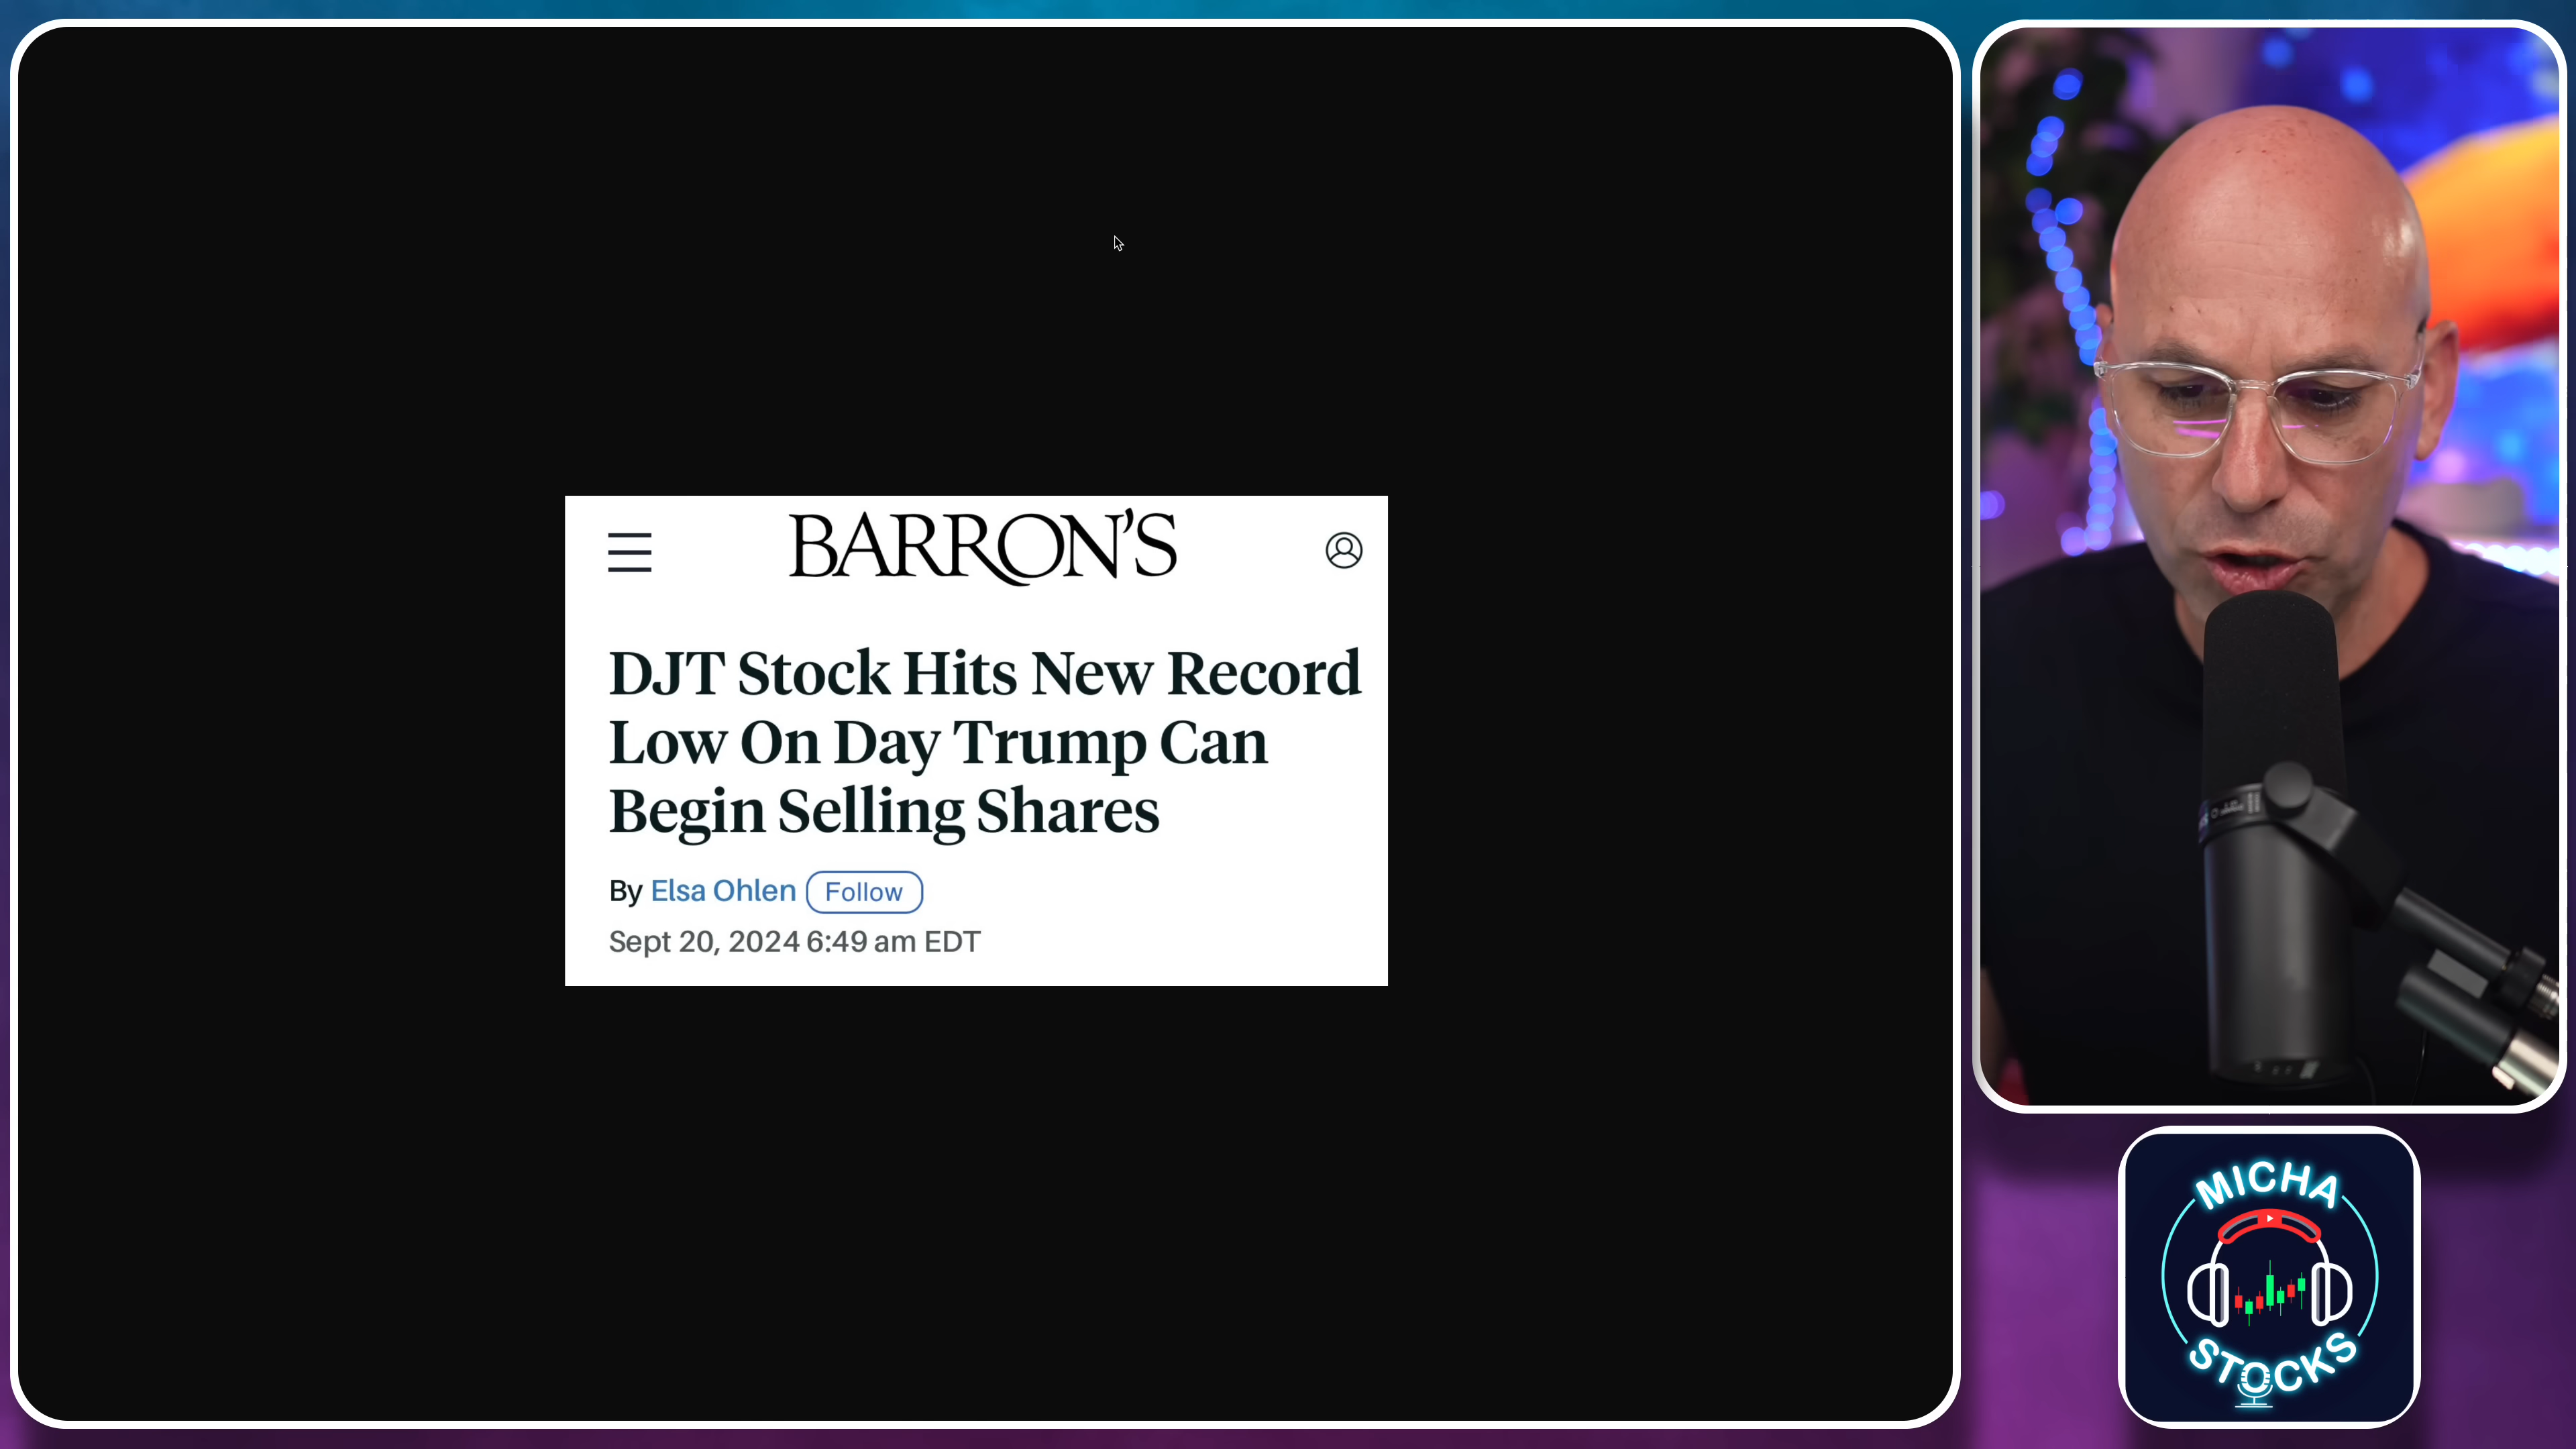 BARRON'S
DJT Stock Hits New Record
Low On Day Trump Can
Begin Selling Shares
By Elsa Ohlen Follow
Sept 20, 2024 6:49 am EDT
MICHA
STOCKS